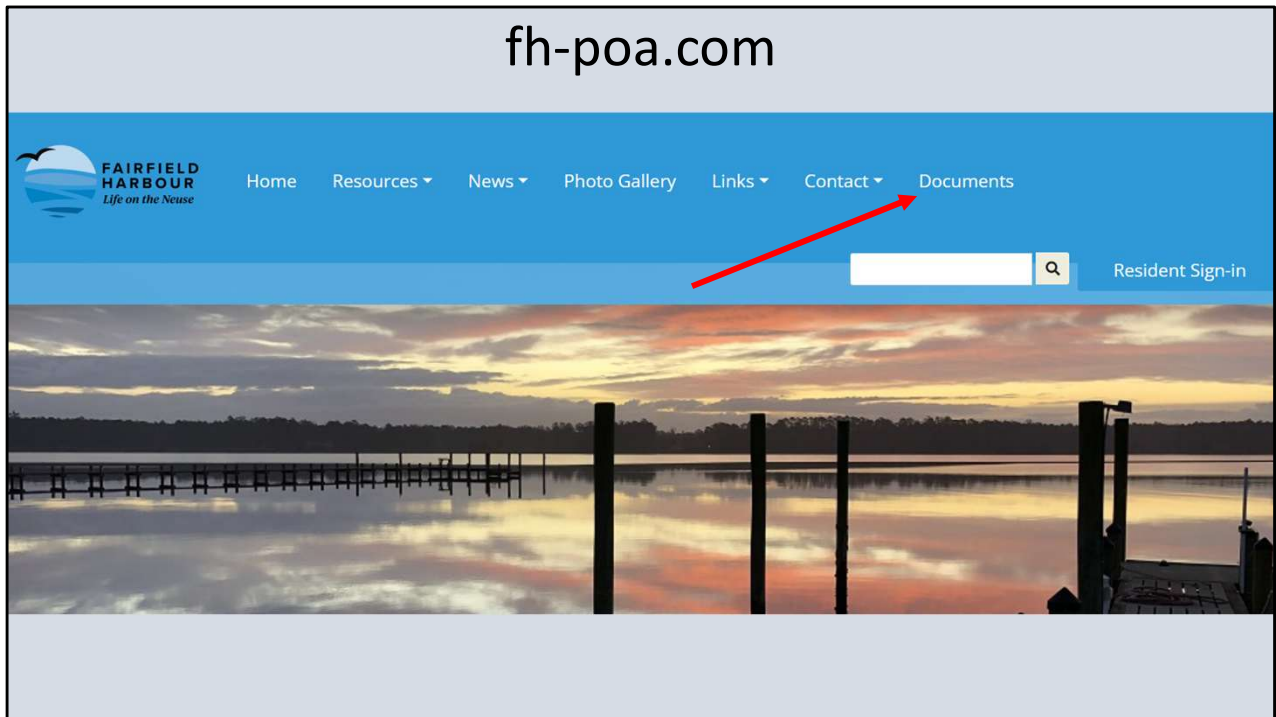 fh-poa.com
FAIRFIELD
HARBOUR
Life on the Neuse
Home Resources News Photo Gallery Links Contact Documents
Resident Sign-in